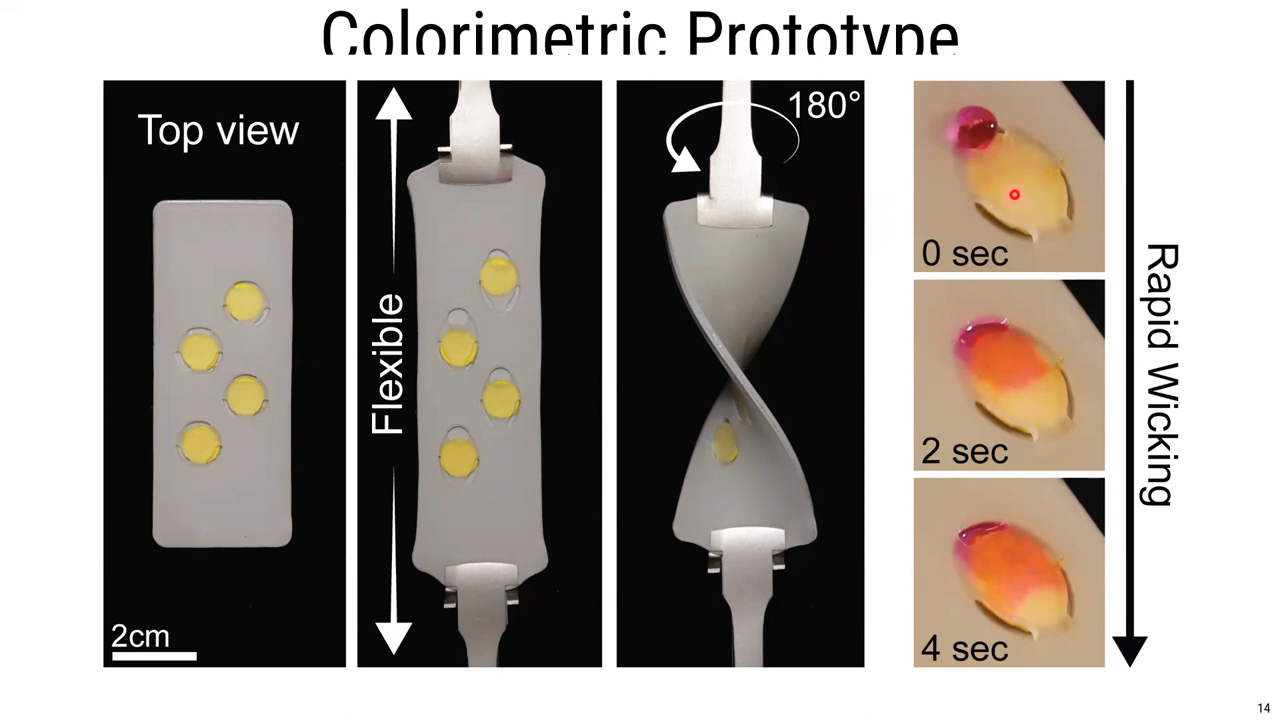 Colorimetric Prototype
Top view
2cm
Flexible
180°
0 sec
2 sec
4 sec
Rapid Wicking
14